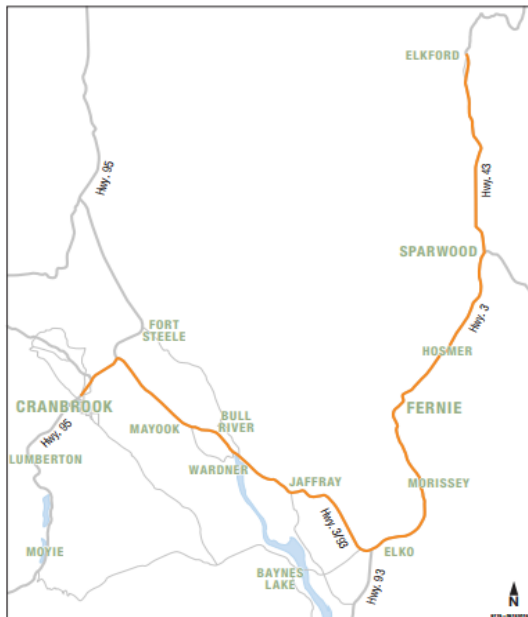 ELKFORD
Hwy. 95
Hwy. 43
SPARWOOD
Hwy. 3
FORT
STEELE
HOSMER
CRANBROOK
FERNIE
BULL
RIVER
MAYOOK
Hwy. 95
LUMBERTON
WARDNER
JAFFRAY
MORISSEY
Hwy. 3/93
MOYIE
ELKO
BAYNES
LAKE
Hwy. 93
N